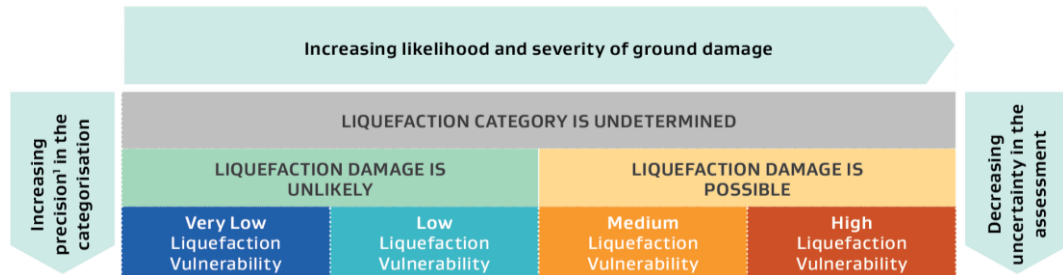 Increasing likelihood and severity of ground damage
Increasing
precision¹ in the
categorisation
LIQUEFACTION CATEGORY IS UNDETERMINED
LIQUEFACTION DAMAGE IS
UNLIKELY
LIQUEFACTION DAMAGE IS
POSSIBLE
Very Low
Liquefaction
Vulnerability
Low
Liquefaction
Vulnerability
Medium
Liquefaction
Vulnerability
High
Liquefaction
Vulnerability
Decreasing
uncertainty in the
assessment